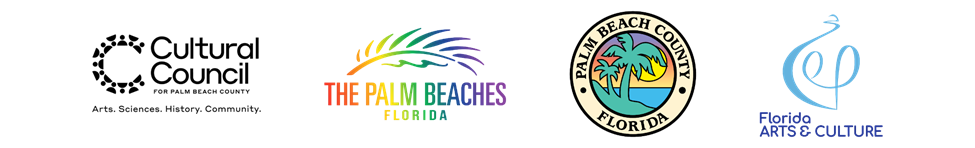 Cultural
Council
FOR PALM BEACH COUNTY
Arts. Sciences. History. Community.
THE PALM BEACHES
FLORIDA
PALM BEACH COUNTY
FLORIDA
Florida
ARTS & CULTURE